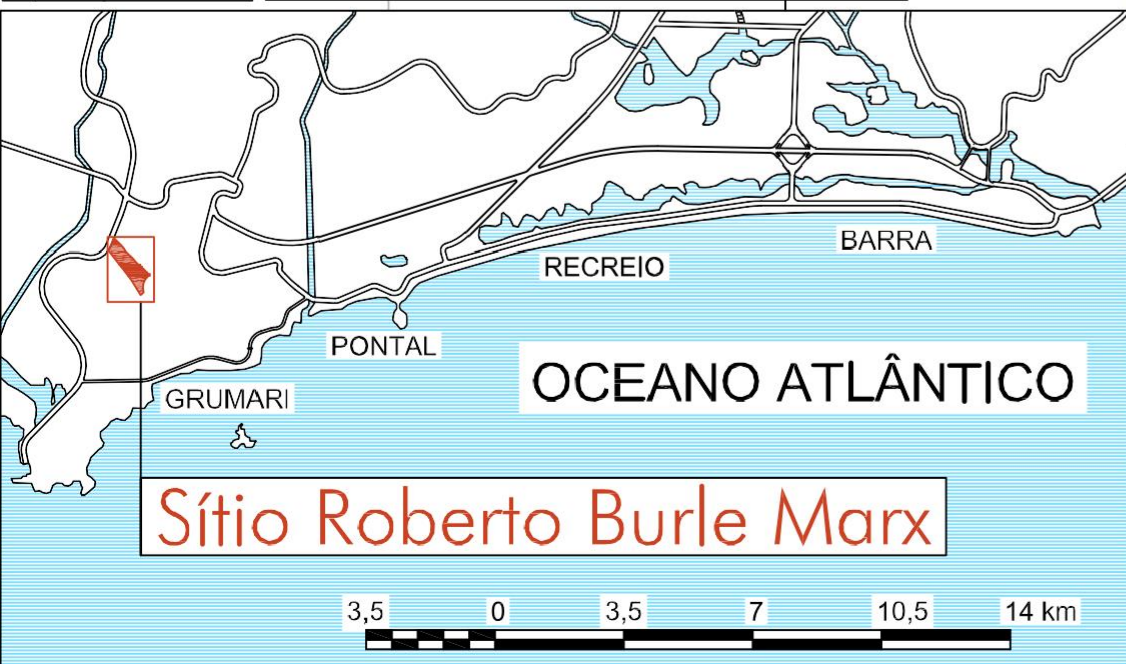 BARRA
RECREIO
PONTAL
OCEANO ATLÂNTICO
GRUMARI
Sítio Roberto Burle Marx
3,5 0 3,5 7 10,5 14 km